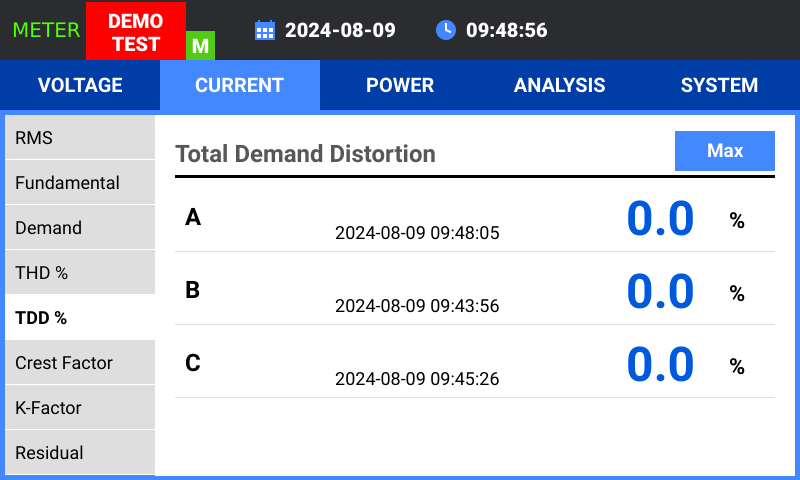 METER
DEMO
TEST
M
2024-08-09
09:48:56
VOLTAGE CURRENT POWER ANALYSIS SYSTEM
RMS
Fundamental
Demand
THD %
TDD %
Crest Factor
K-Factor
Residual
Total Demand Distortion Max
A 2024-08-09 09:48:05 0.0 %
B 2024-08-09 09:43:56 0.0 %
C 2024-08-09 09:45:26 0.0 %